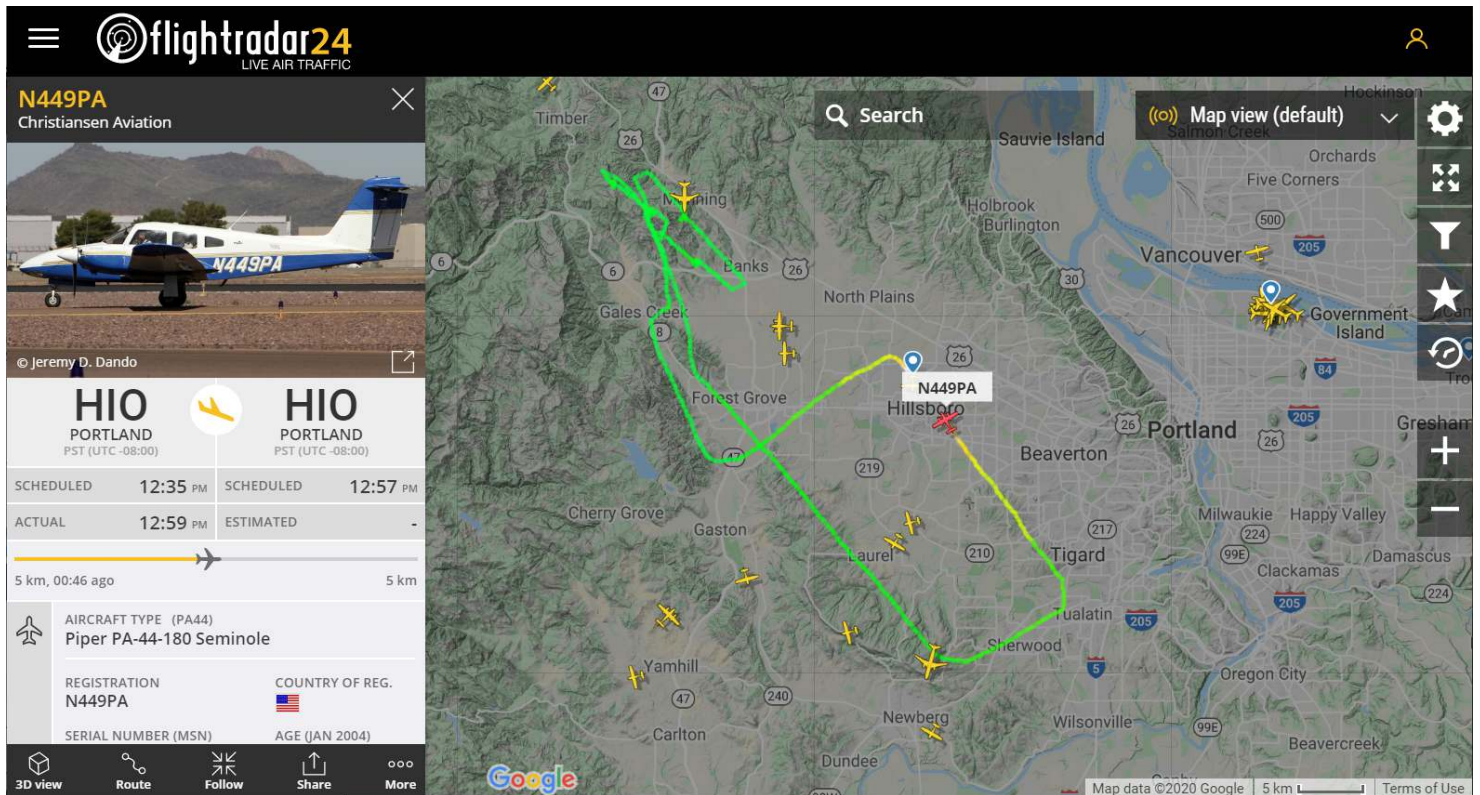 flightradar24
LIVE AIR TRAFFIC
N449PA
Christiansen Aviation
N449PA
© Jeremy D. Dando
HIO
PORTLAND
PST (UTC -08:00)
HIO
PORTLAND
PST (UTC -08:00)
SCHEDULED 12:35 PM SCHEDULED 12:57 PM
ACTUAL 12:59 PM ESTIMATED -
5 km, 00:46 ago 5 km
AIRCRAFT TYPE (PA44)
Piper PA-44-180 Seminole
REGISTRATION COUNTRY OF REG.
N449PA
SERIAL NUMBER (MSN) AGE (JAN 2004)
3D view Route Follow Share More
Search
Map view (default)
Hockinson
47
Timber
26
Sauvie Island
Salmon Creek
Orchards
Five Corners
Manning
Holbrook
Burlington
500
Vancouver
205
6
6
Banks
26
30
North Plains
Gales Creek
8
Government
Island
26
84
Forest Grove
N449PA
Hillsboro
205
Gresham
26
Portland
26
Beaverton
47
219
Cherry Grove
Gaston
Milwaukie
Happy Valley
217
224
99E
Laurel
210
Tigard
Damascus
Clackamas
224
205
Tualatin
205
Sherwood
5
Yamhill
Oregon City
47
240
Newberg
Wilsonville
99E
Carlton
Beavercreek
Dundee
Canby
Google
Map data ©2020 Google 5 km Terms of Use